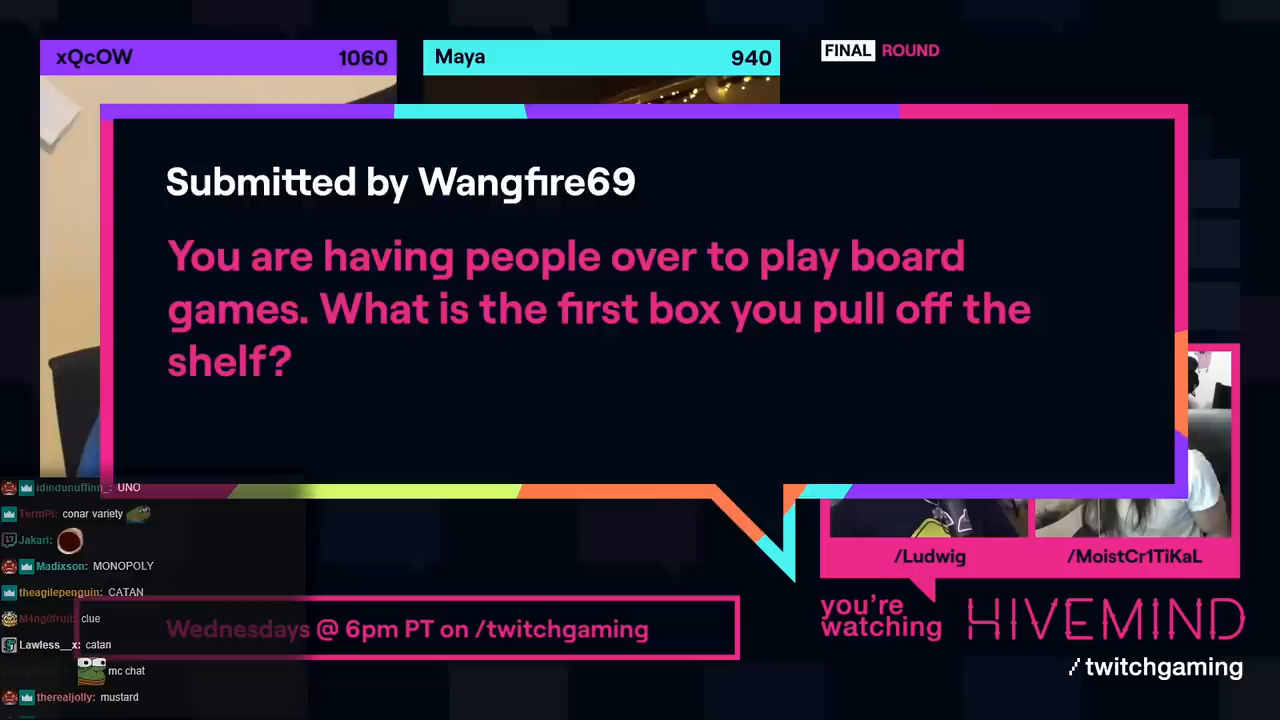 xQcOW 1060
Maya 940
FINAL ROUND
Submitted by Wangfire69
You are having people over to play board
games. What is the first box you pull off the
shelf?
idindunuffinn_: UNO
TermPi: conar variety
Jakari:
Madixson: MONOPOLY
theagilepenguin: CATAN
M4ng0fruit: clue
Lawless__x: catan
mc chat
therealjolly: mustard
Wednesdays @ 6pm PT on /twitchgaming
/Ludwig
/MoistCr1TiKaL
you're
watching
HIVEMIND
/twitchgaming